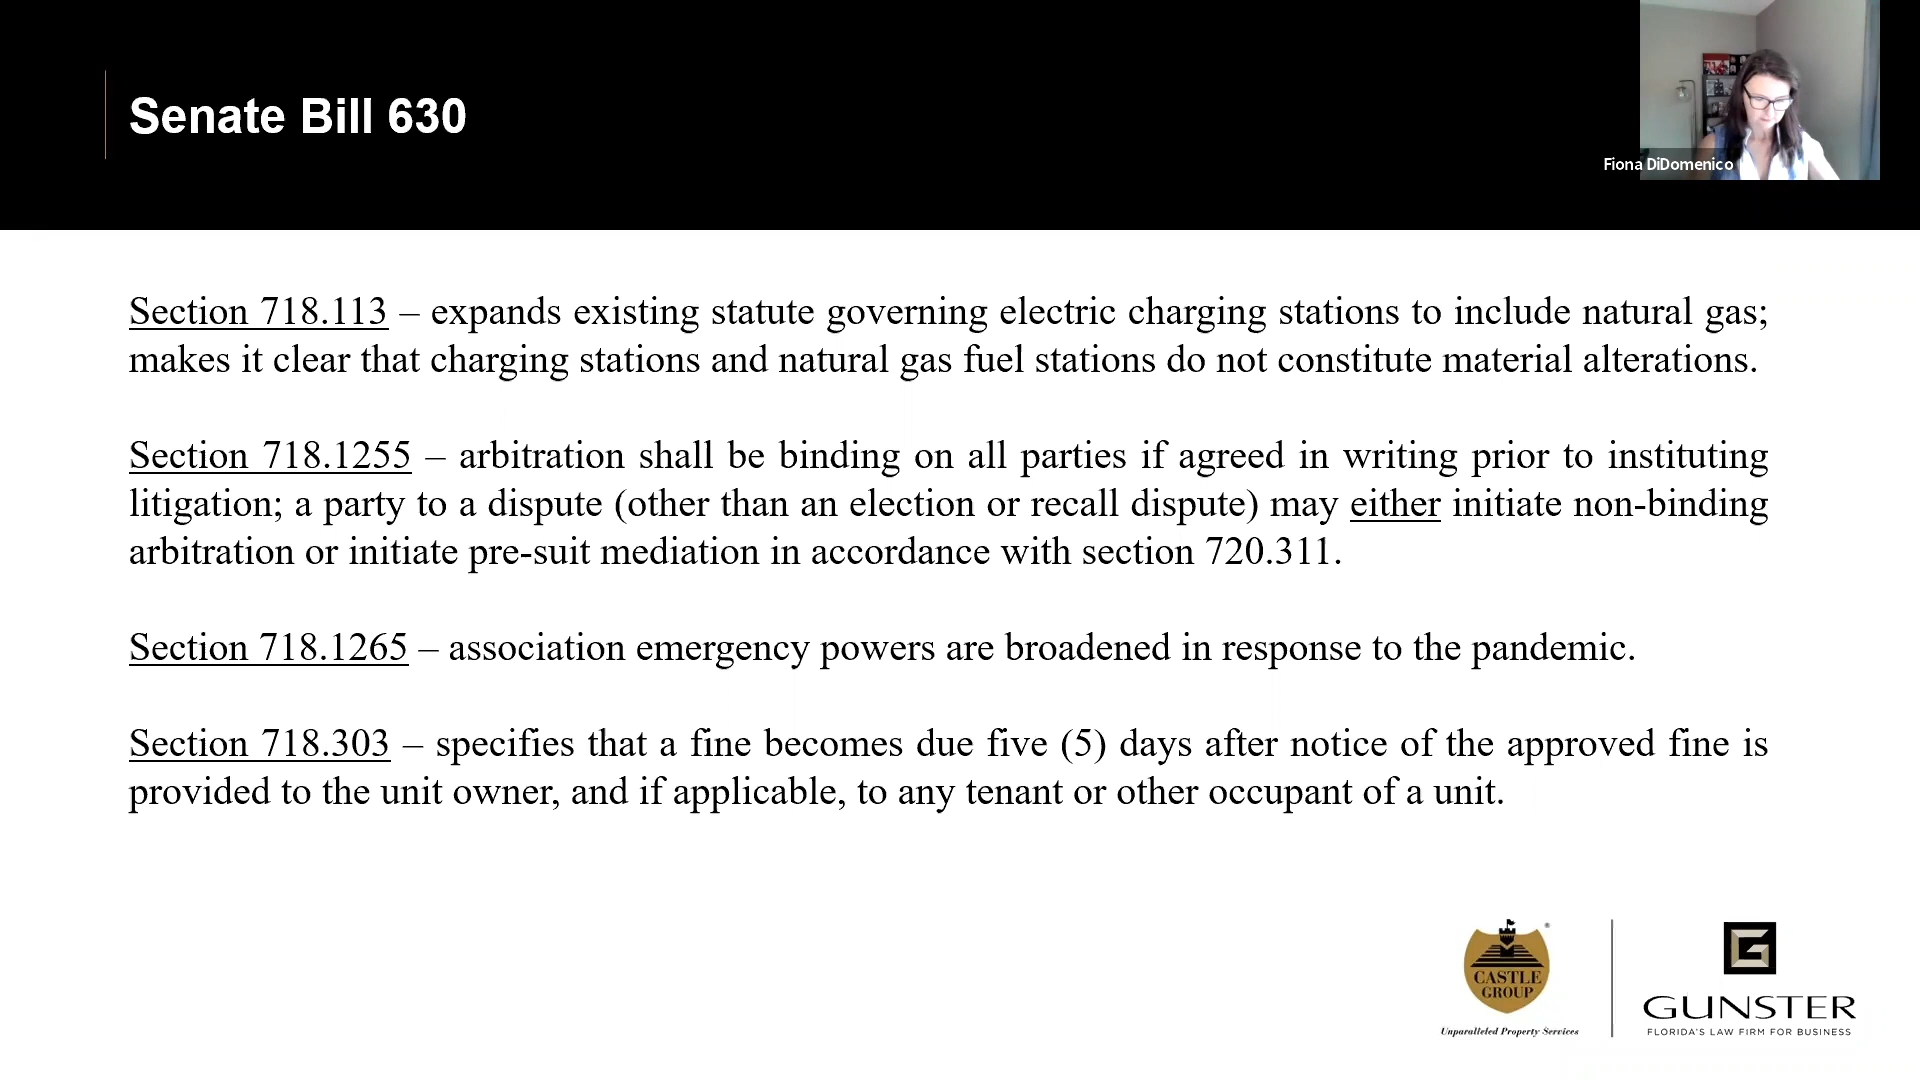 Senate Bill 630
Fiona DiDomenico
Section 718.113 – expands existing statute governing electric charging stations to include natural gas;
makes it clear that charging stations and natural gas fuel stations do not constitute material alterations.
Section 718.1255 – arbitration shall be binding on all parties if agreed in writing prior to instituting
litigation; a party to a dispute (other than an election or recall dispute) may either initiate non-binding
arbitration or initiate pre-suit mediation in accordance with section 720.311.
Section 718.1265 – association emergency powers are broadened in response to the pandemic.
Section 718.303 – specifies that a fine becomes due five (5) days after notice of the approved fine is
provided to the unit owner, and if applicable, to any tenant or other occupant of a unit.
®
CASTLE
GROUP
Unparalleled Property Services
G
GUNSTER
FLORIDA'S LAW FIRM FOR BUSINESS